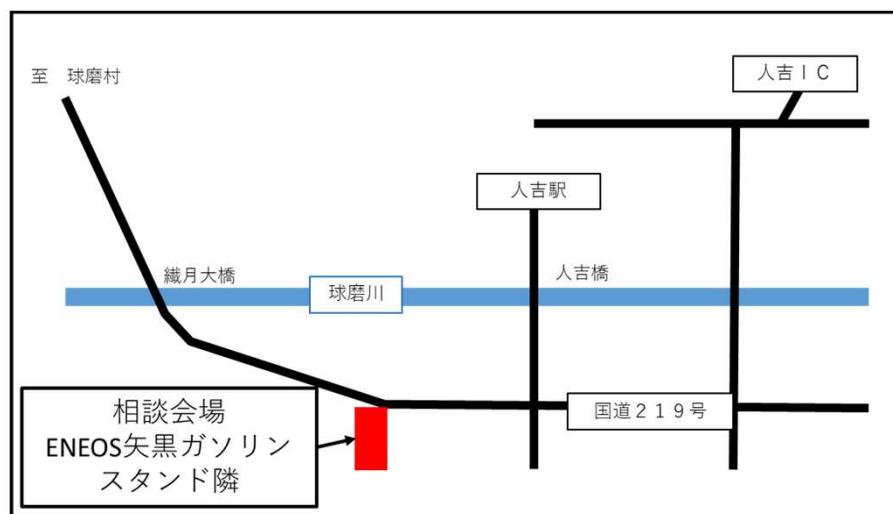 至　球磨村
人吉ＩＣ
人吉駅
繊月大橋
人吉橋
球磨川
国道２１９号
相談会場
ENEOS矢黒ガソリン
スタンド隣